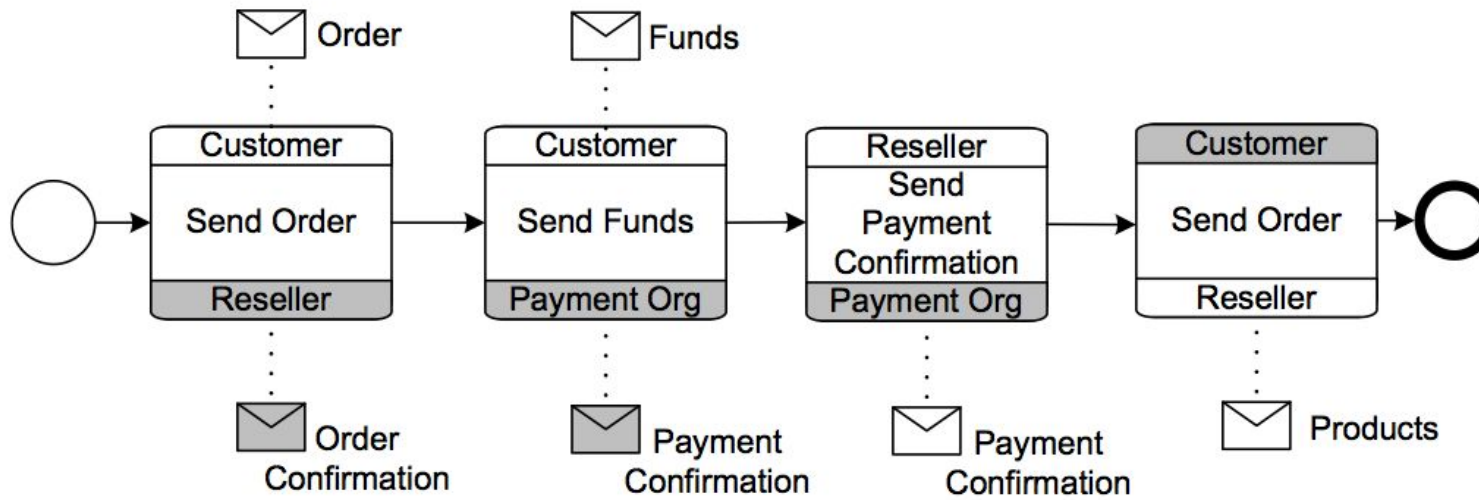 Order
Funds
Customer
Send Order
Reseller
Customer
Send Funds
Payment Org
Reseller
Send
Payment
Confirmation
Payment Org
Customer
Send Order
Reseller
Order
Confirmation
Payment
Confirmation
Payment
Confirmation
Products